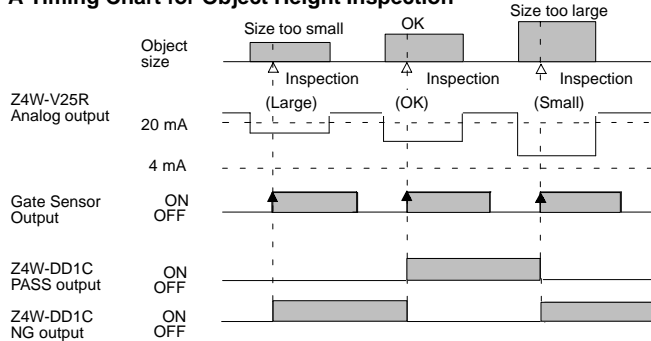 A Timing Chart for Object Height Inspection
Size too small
OK
Size too large
Object
size
Inspection
Inspection
Inspection
Z4W-V25R
Analog output
(Large)
(OK)
(Small)
20 mA
4 mA
Gate Sensor
Output
ON
OFF
Z4W-DD1C
PASS output
ON
OFF
Z4W-DD1C
NG output
ON
OFF